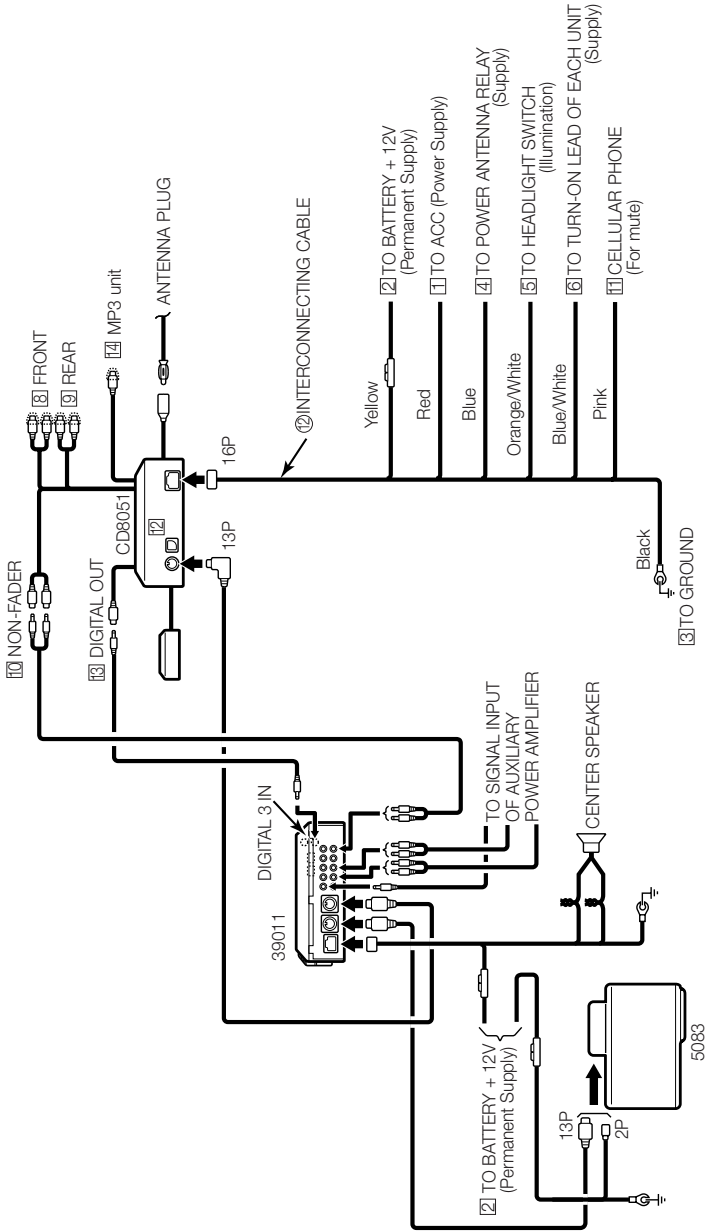 10 NON-FADER
8 FRONT
9 REAR
14 MP3 unit
ANTENNA PLUG
13 DIGITAL OUT
CD8051
12
13P
16P
⑫INTERCONNECTING CABLE
Yellow
2 TO BATTERY + 12V
(Permanent Supply)
Red
1 TO ACC (Power Supply)
Blue
4 TO POWER ANTENNA RELAY
(Supply)
Orange/White
5 TO HEADLIGHT SWITCH
(Illumination)
Blue/White
6 TO TURN-ON LEAD OF EACH UNIT
(Supply)
Pink
11 CELLULAR PHONE
(For mute)
Black
3 TO GROUND
DIGITAL 3 IN
39011
TO SIGNAL INPUT
OF AUXILIARY
POWER AMPLIFIER
CENTER SPEAKER
2 TO BATTERY + 12V
(Permanent Supply)
13P
2P
5083